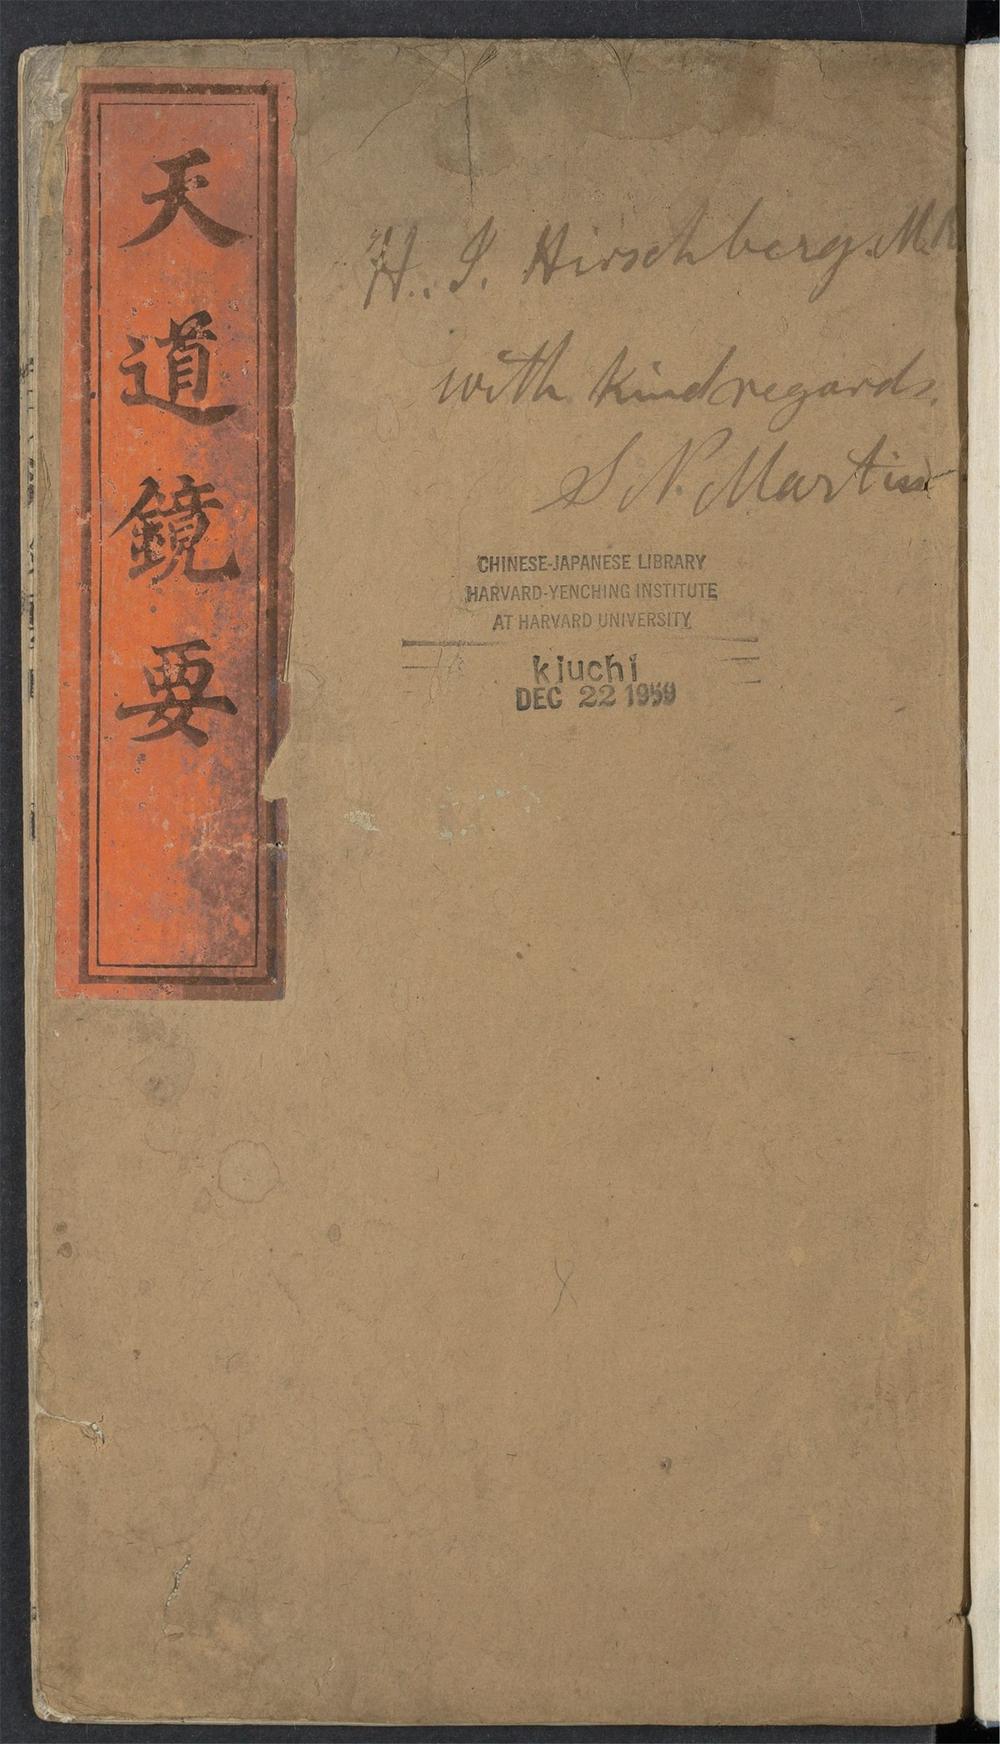 天道鏡要
H. J. Hirschberg. M.
with kind regards.
S. N. Martin
CHINESE-JAPANESE LIBRARY
HARVARD-YENCHING INSTITUTE
AT HARVARD UNIVERSITY
kiuchi
DEC 22 1959